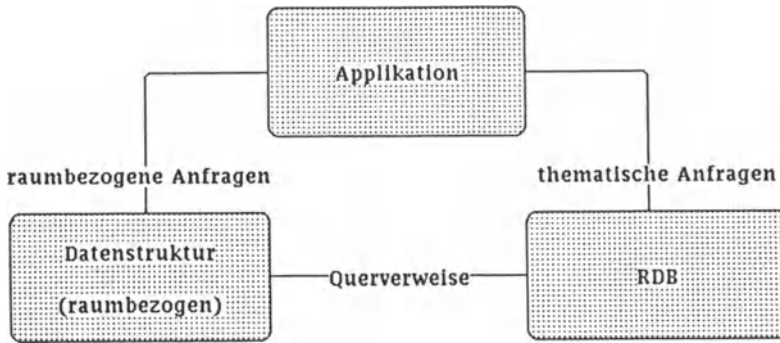 Applikation
raumbezogene Anfragen
thematische Anfragen
Datenstruktur
(raumbezogen)
Querverweise
RDB